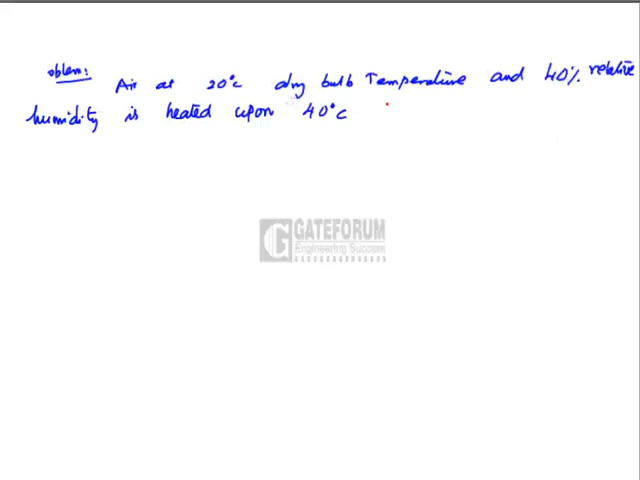 oblem:
Air at 20°C dry bulb Temperature and 40% relative
humidity is heated upon 40°C
GATEFORUM
Engineering Success